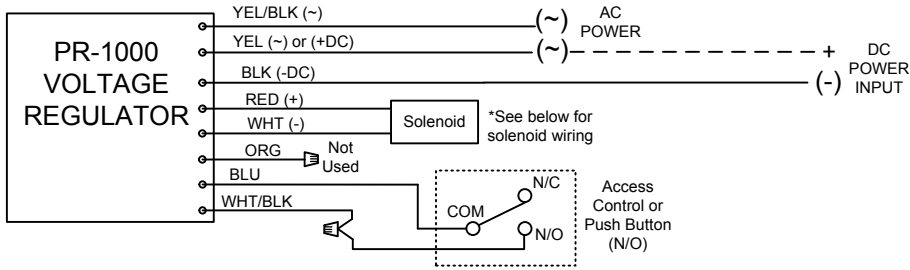 PR-1000
VOLTAGE
REGULATOR
YEL/BLK (~)
(~)
AC
POWER
YEL (~) or (+DC)
(~)
+
DC
POWER
INPUT
BLK (-DC)
(-)
RED (+)
WHT (-)
Solenoid
*See below for
solenoid wiring
ORG
Not
Used
BLU
WHT/BLK
COM
N/C
N/O
Access
Control or
Push Button
(N/O)